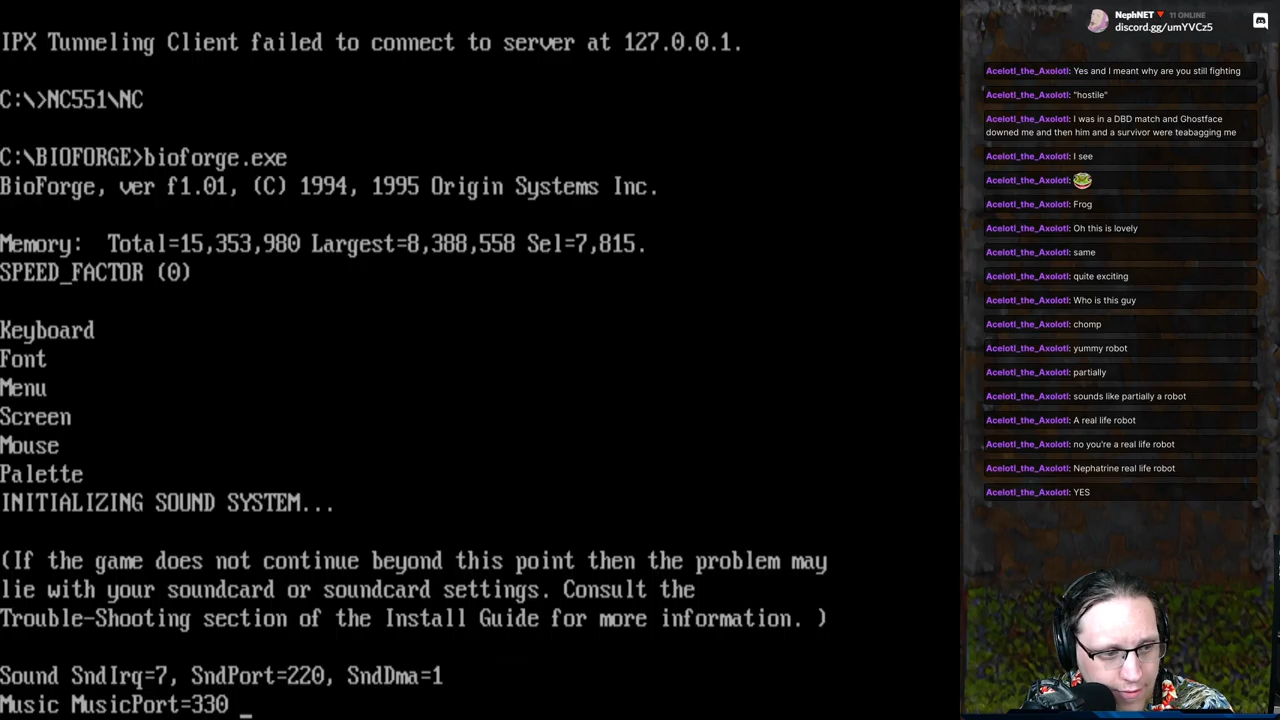 IPX Tunneling Client failed to connect to server at 127.0.0.1.
C:\>NC551\NC
C:\BIOFORGE>bioforge.exe
BioForge, ver f1.01, (C) 1994, 1995 Origin Systems Inc.
Memory:  Total=15,353,980 Largest=8,388,558 Sel=7,815.
SPEED_FACTOR (0)
Keyboard
Font
Menu
Screen
Mouse
Palette
INITIALIZING SOUND SYSTEM...
(If the game does not continue beyond this point then the problem may
lie with your soundcard or soundcard settings. Consult the
Trouble-Shooting section of the Install Guide for more information. )
Sound SndIrq=7, SndPort=220, SndDma=1
Music MusicPort=330 _
NephNET 11 ONLINE
discord.gg/umYVCz5
Acelotl_the_Axolotl: Yes and I meant why are you still fighting
Acelotl_the_Axolotl: "hostile"
Acelotl_the_Axolotl: I was in a DBD match and Ghostface
downed me and then him and a survivor were teabagging me
Acelotl_the_Axolotl: I see
Acelotl_the_Axolotl:
Acelotl_the_Axolotl: Frog
Acelotl_the_Axolotl: Oh this is lovely
Acelotl_the_Axolotl: same
Acelotl_the_Axolotl: quite exciting
Acelotl_the_Axolotl: Who is this guy
Acelotl_the_Axolotl: chomp
Acelotl_the_Axolotl: yummy robot
Acelotl_the_Axolotl: partially
Acelotl_the_Axolotl: sounds like partially a robot
Acelotl_the_Axolotl: A real life robot
Acelotl_the_Axolotl: no you're a real life robot
Acelotl_the_Axolotl: Nephatrine real life robot
Acelotl_the_Axolotl: YES